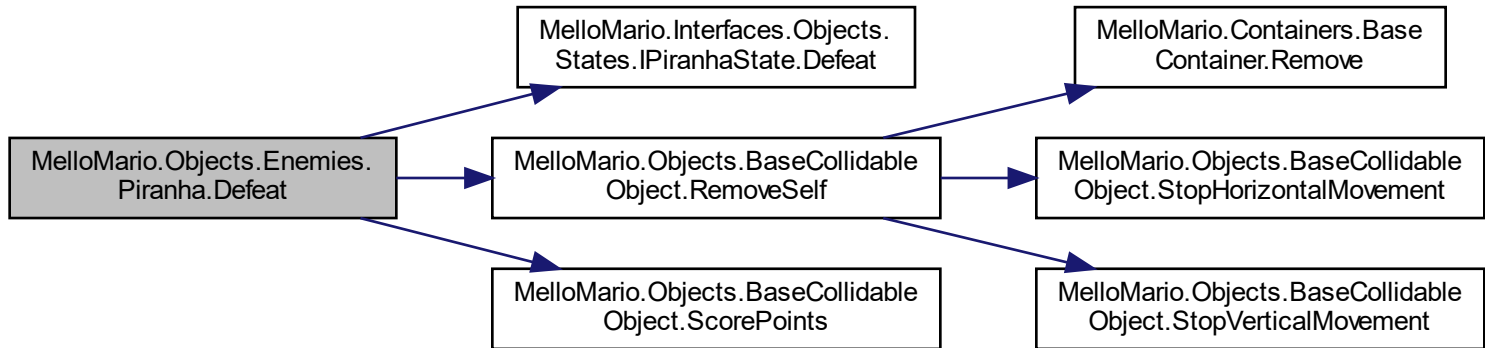 MelloMario.Objects.Enemies.
Piranha.Defeat
MelloMario.Interfaces.Objects.
States.IPiranhaState.Defeat
MelloMario.Objects.BaseCollidable
Object.RemoveSelf
MelloMario.Objects.BaseCollidable
Object.ScorePoints
MelloMario.Containers.Base
Container.Remove
MelloMario.Objects.BaseCollidable
Object.StopHorizontalMovement
MelloMario.Objects.BaseCollidable
Object.StopVerticalMovement